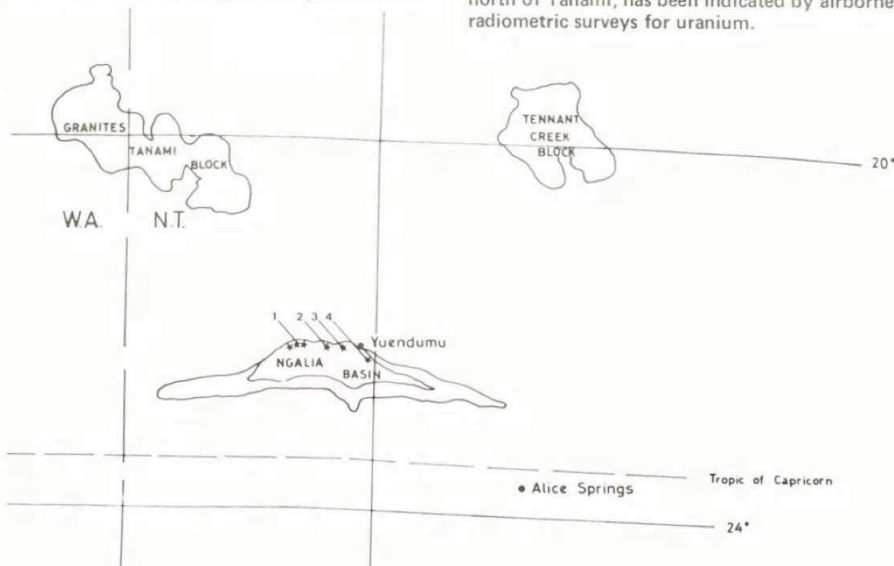 north of Tanami, has been indicated by airborne
radiometric surveys for uranium.
GRANITES
TANAMI
BLOCK
TENNANT
CREEK
BLOCK
20°
W.A.
N.T.
1
2
3
4
Yuendumu
NGALIA
BASIN
Tropic of Capricorn
Alice Springs
24°